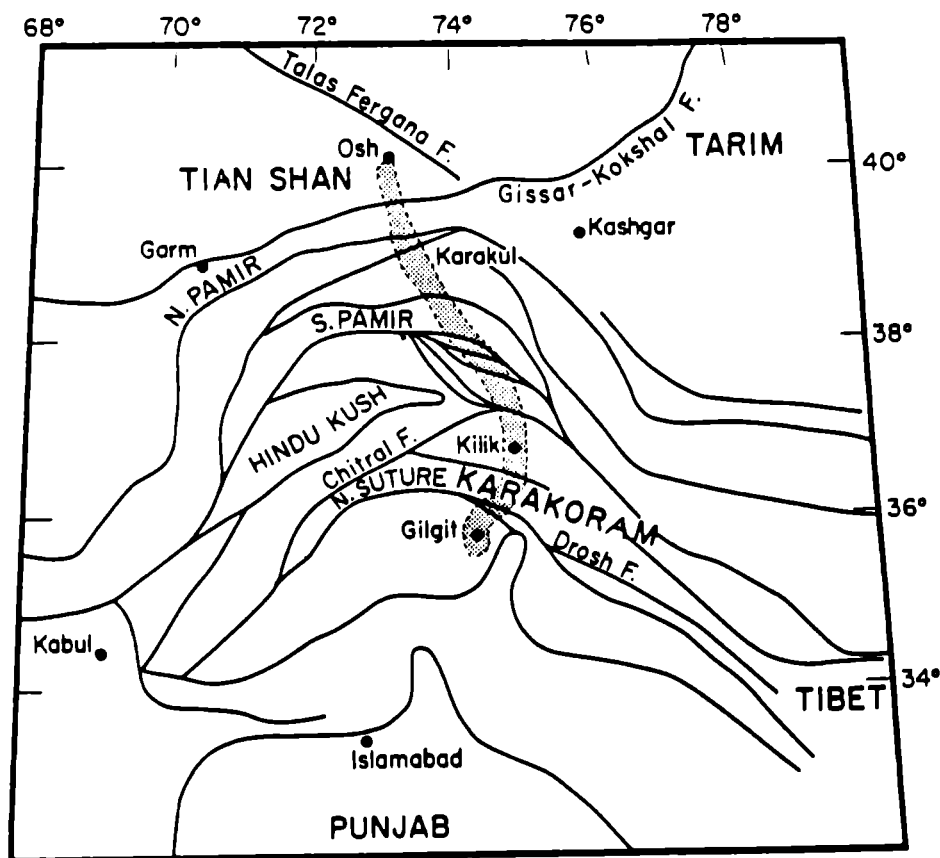 68° 70° 72° 74° 76° 78°
Talas Fergana F.
Osh
TIAN SHAN
Gissar-Kokshal F.
TARIM
40°
Kashgar
Garm
N. PAMIR
Karakul
S. PAMIR
38°
HINDU KUSH
Chitral F.
Kilik
N. SUTURE
KARAKORAM
36°
Gilgit
Drosh F.
Kabul
34°
TIBET
Islamabad
PUNJAB